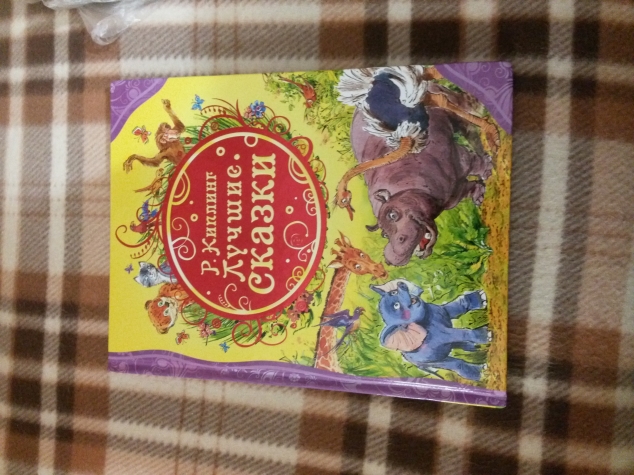 Р. Киплинг
Лучшие
сказки